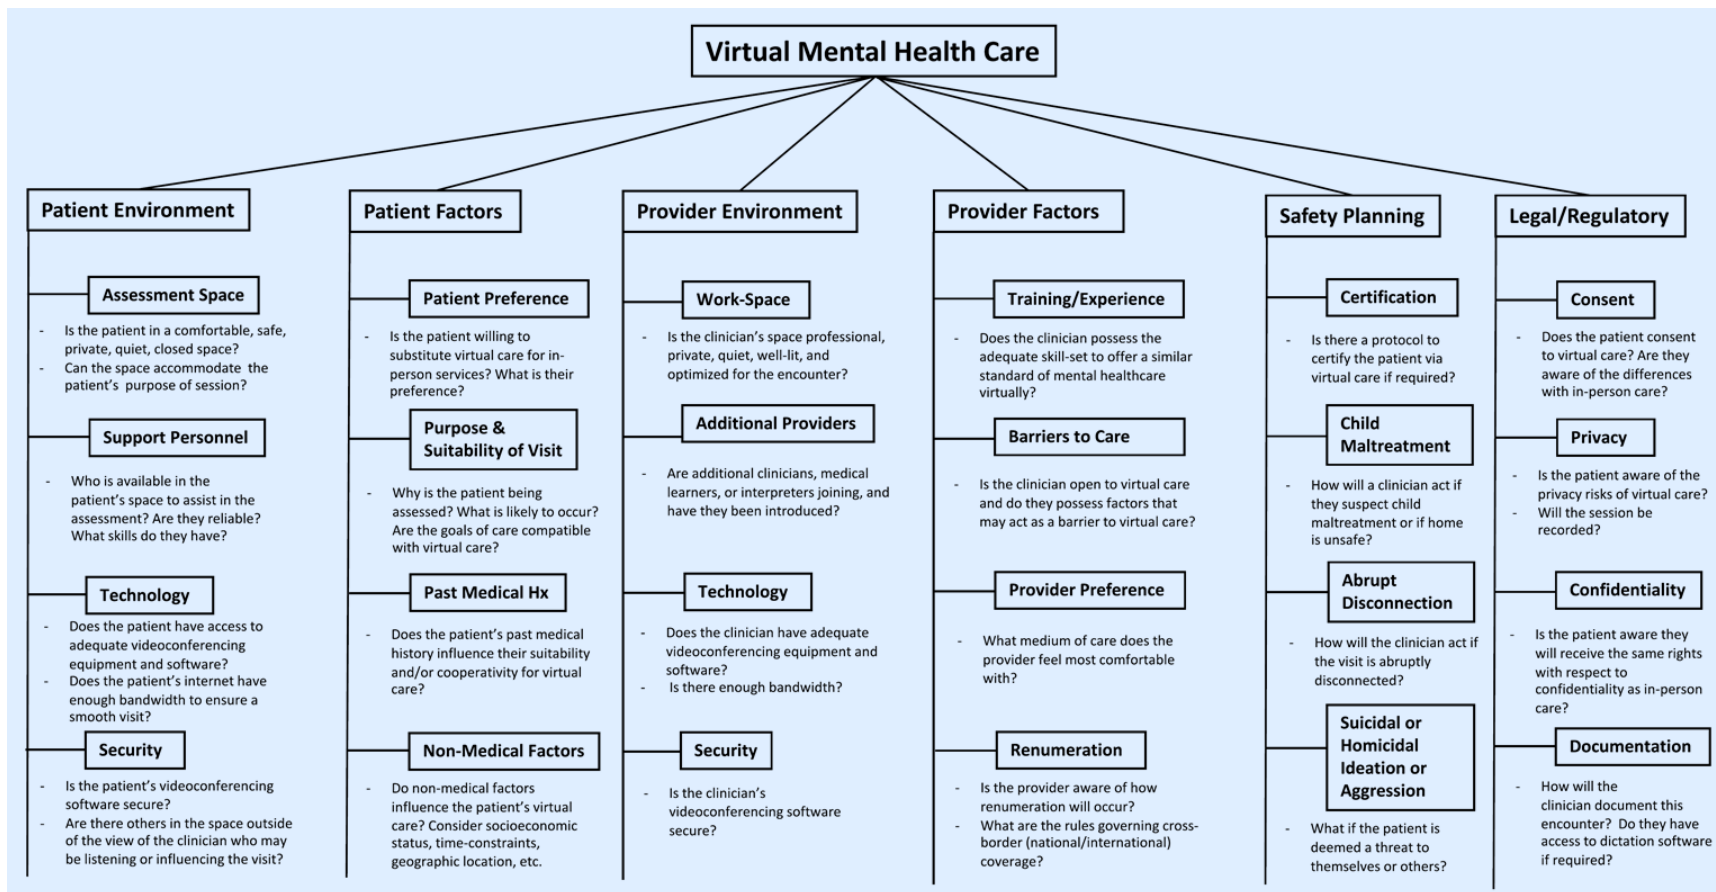 Virtual Mental Health Care
Patient Environment
Assessment Space
- Is the patient in a comfortable, safe,
private, quiet, closed space?
- Can the space accommodate the
patient's purpose of session?
Support Personnel
- Who is available in the
patient's space to assist in the
assessment? Are they reliable?
What skills do they have?
Technology
- Does the patient have access to
adequate videoconferencing
equipment and software?
- Does the patient's internet have
enough bandwidth to ensure a
smooth visit?
Security
- Is the patient's videoconferencing
software secure?
- Are there others in the space outside
of the view of the clinician who may
be listening or influencing the visit?
Patient Factors
Patient Preference
- Is the patient willing to
substitute virtual care for in-
person services? What is their
preference?
Purpose &
Suitability of Visit
- Why is the patient being
assessed? What is likely to occur?
Are the goals of care compatible
with virtual care?
Past Medical Hx
- Does the patient's past medical
history influence their suitability
and/or cooperativity for virtual
care?
Non-Medical Factors
- Do non-medical factors
influence the patient's virtual
care? Consider socioeconomic
status, time-constraints,
geographic location, etc.
Provider Environment
Work-Space
- Is the clinician's space professional,
private, quiet, well-lit, and
optimized for the encounter?
Additional Providers
- Are additional clinicians, medical
learners, or interpreters joining, and
have they been introduced?
Technology
- Does the clinician have adequate
videoconferencing equipment and
software?
- Is there enough bandwidth?
Security
- Is the clinician's
videoconferencing software
secure?
Provider Factors
Training/Experience
- Does the clinician possess the
adequate skill-set to offer a similar
standard of mental healthcare
virtually?
Barriers to Care
- Is the clinician open to virtual care
and do they possess factors that
may act as a barrier to virtual care?
Provider Preference
- What medium of care does the
provider feel most comfortable
with?
Renumeration
- Is the provider aware of how
renumeration will occur?
- What are the rules governing cross-
border (national/international)
coverage?
Safety Planning
Certification
- Is there a protocol to
certify the patient via
virtual care if required?
Child
Maltreatment
- How will a clinician act if
they suspect child
maltreatment or if home
is unsafe?
Abrupt
Disconnection
- How will the clinician act if
the visit is abruptly
disconnected?
Suicidal or
Homicidal
Ideation or
Aggression
- What if the patient is
deemed a threat to
themselves or others?
Legal/Regulatory
Consent
- Does the patient consent
to virtual care? Are they
aware of the differences
with in-person care?
Privacy
- Is the patient aware of the
privacy risks of virtual care?
- Will the session be
recorded?
Confidentiality
- Is the patient aware they
will receive the same rights
with respect to
confidentiality as in-person
care?
Documentation
- How will the
clinician document this
encounter? Do they have
access to dictation software
if required?